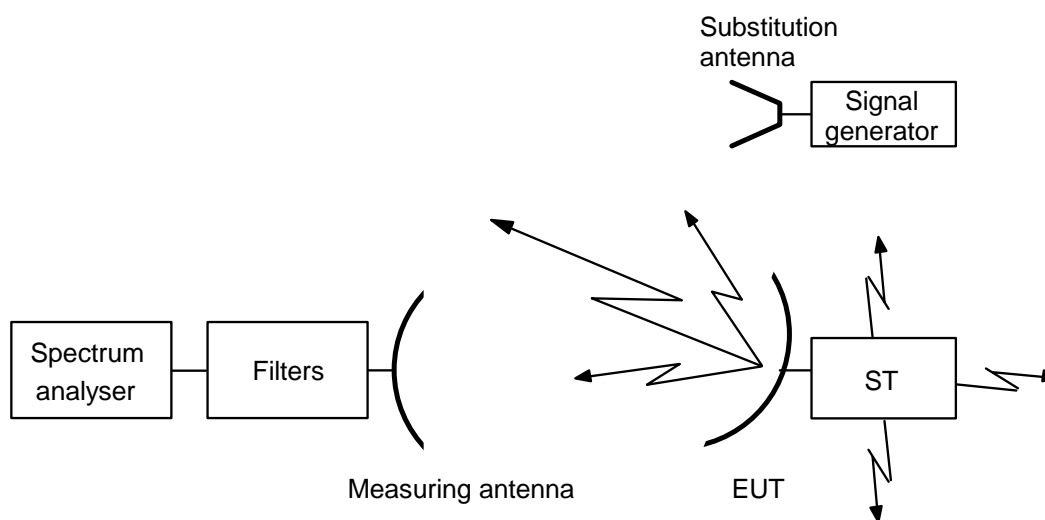 Substitution
antenna
Signal
generator
Spectrum
analyser
Filters
ST
Measuring antenna
EUT